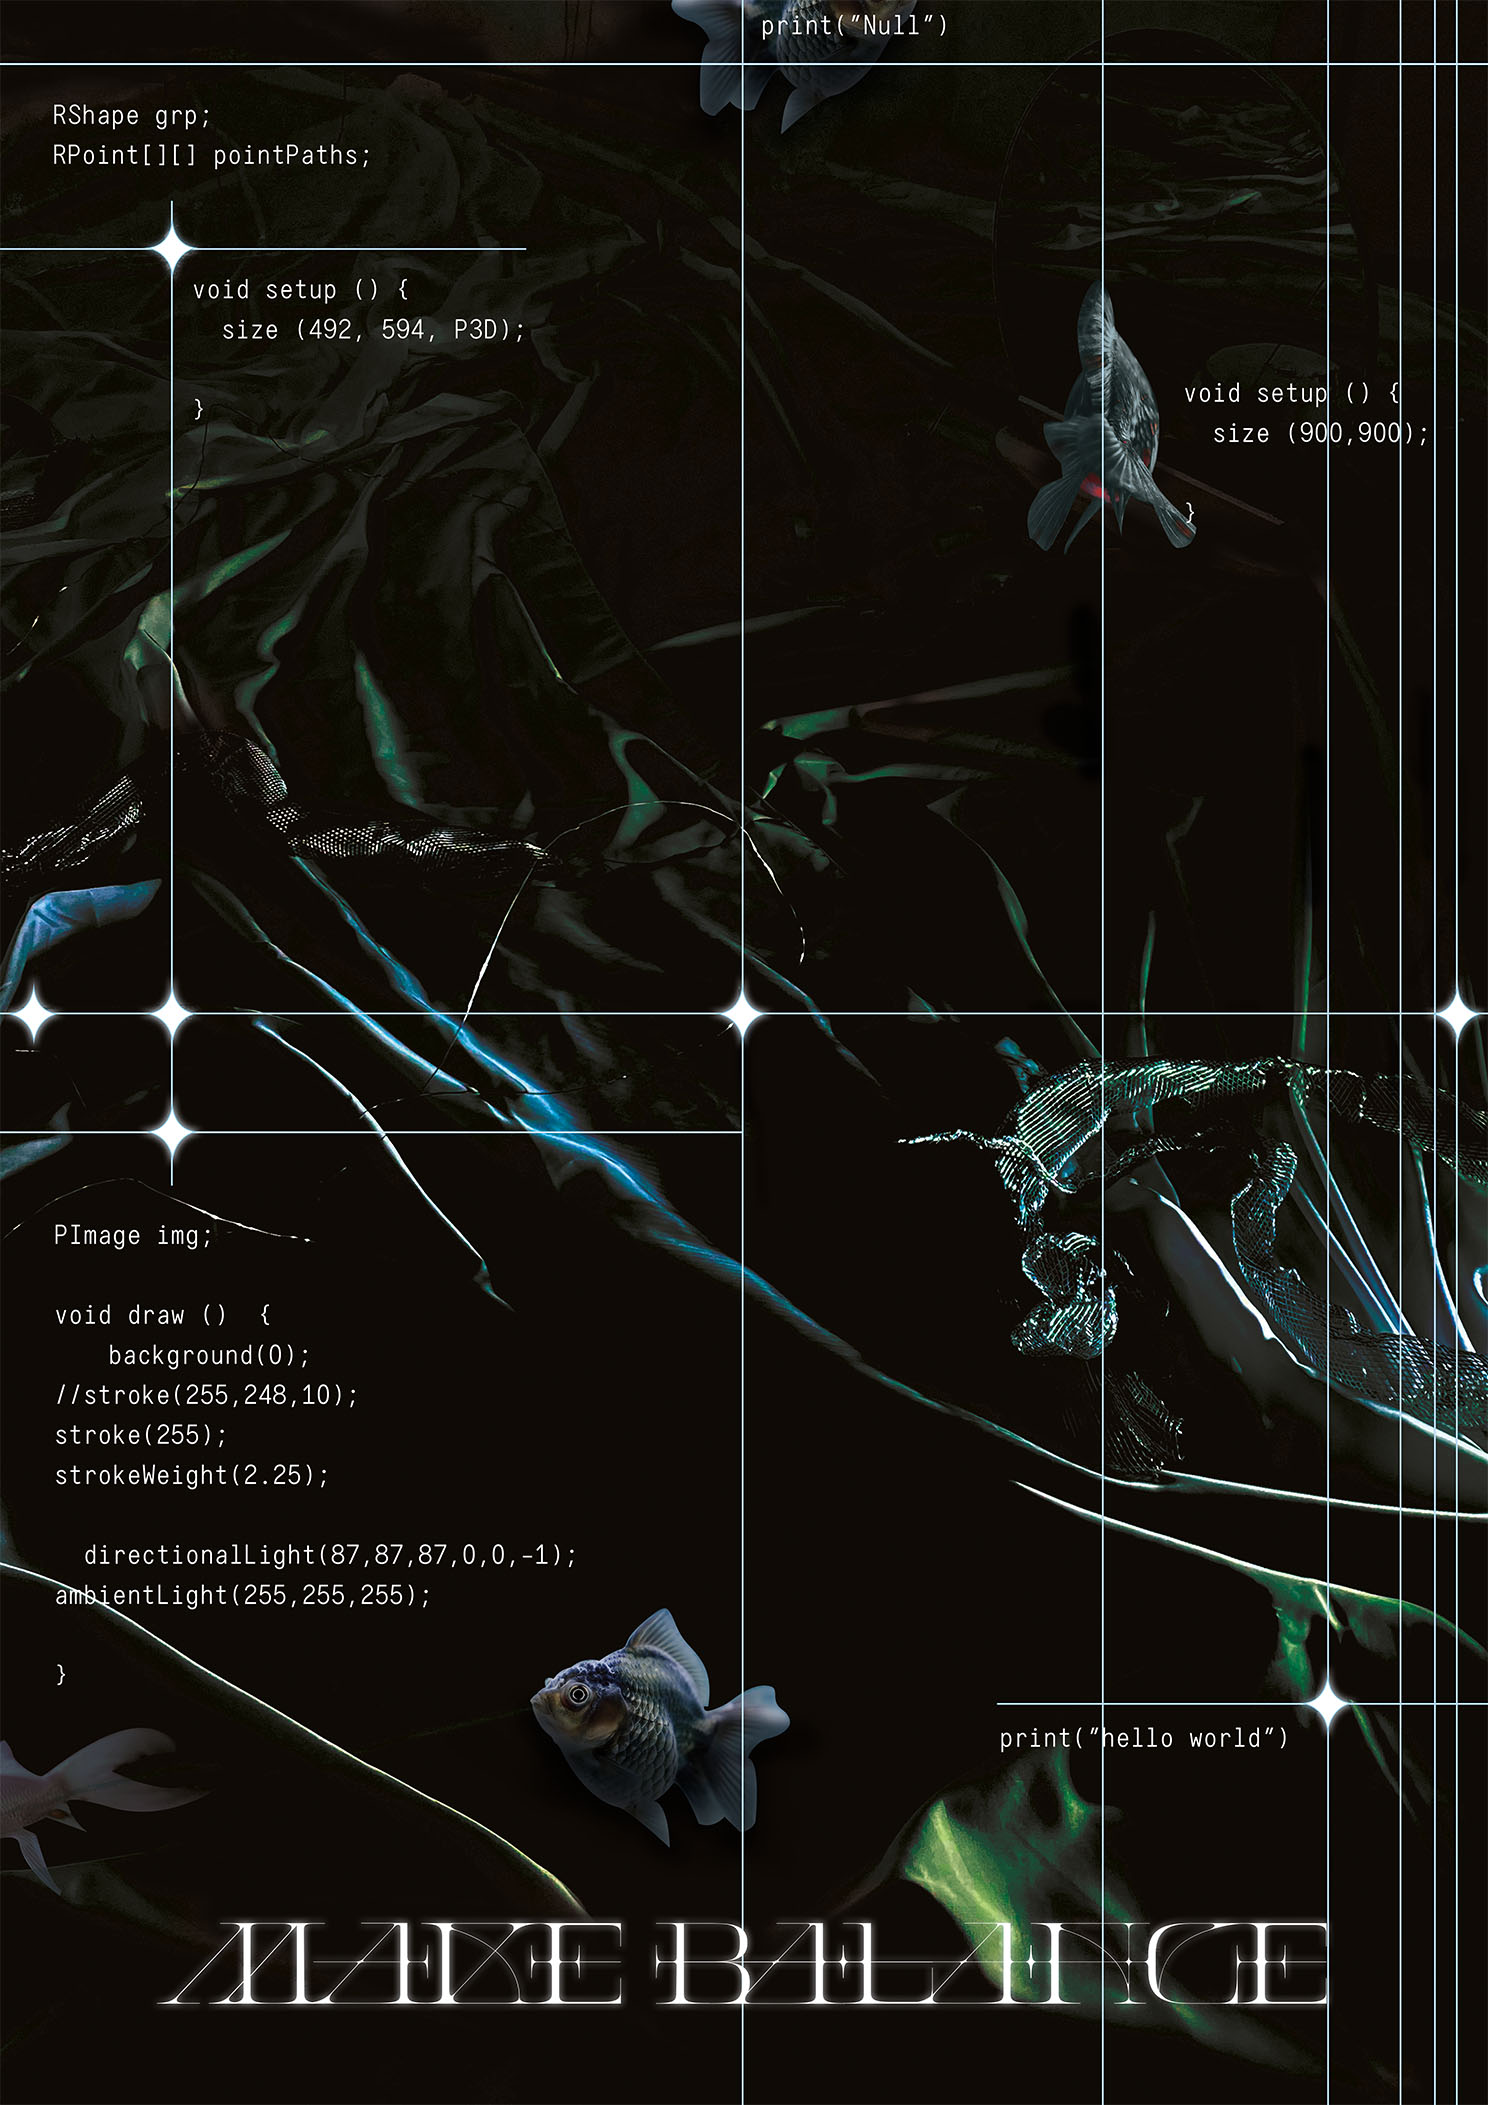 print("Null")
RShape grp;
RPoint[][] pointPaths;
void setup () {
  size (492, 594, P3D);
}
void setup () {
  size (900,900);
}
PImage img;
void draw ()  {
    background(0);
//stroke(255,248,10);
stroke(255);
strokeWeight(2.25);
  directionalLight(87,87,87,0,0,-1);
ambientLight(255,255,255);
}
print("hello world")
MAKE BALANCE